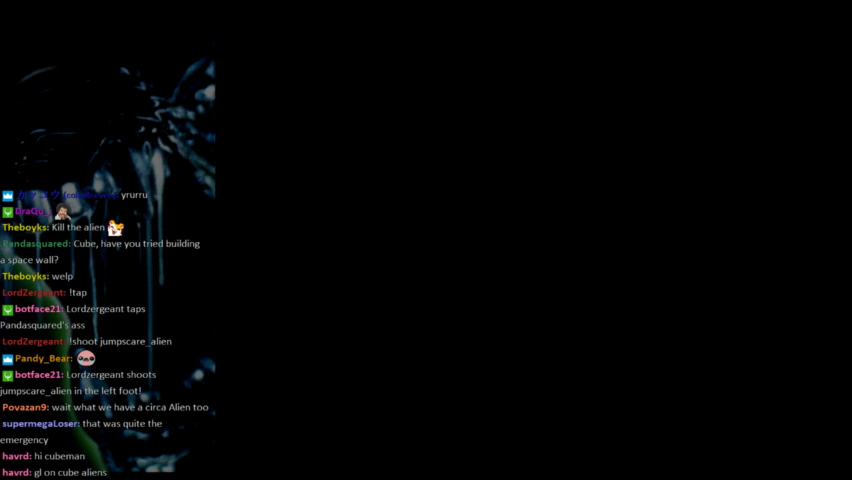 yrurru
DraQu_:
Theboyks: Kill the alien
Pandasquared: Cube, have you tried building
a space wall?
Theboyks: welp
LordZergeant: !tap
botface21: Lordzergeant taps
Pandasquared's ass
LordZergeant: !shoot jumpscare_alien
Pandy_Bear:
botface21: Lordzergeant shoots
jumpscare_alien in the left foot!
Povazan9: wait what we have a circa Alien too
supermegaLoser: that was quite the
emergency
havrd: hi cubeman
havrd: gl on cube aliens